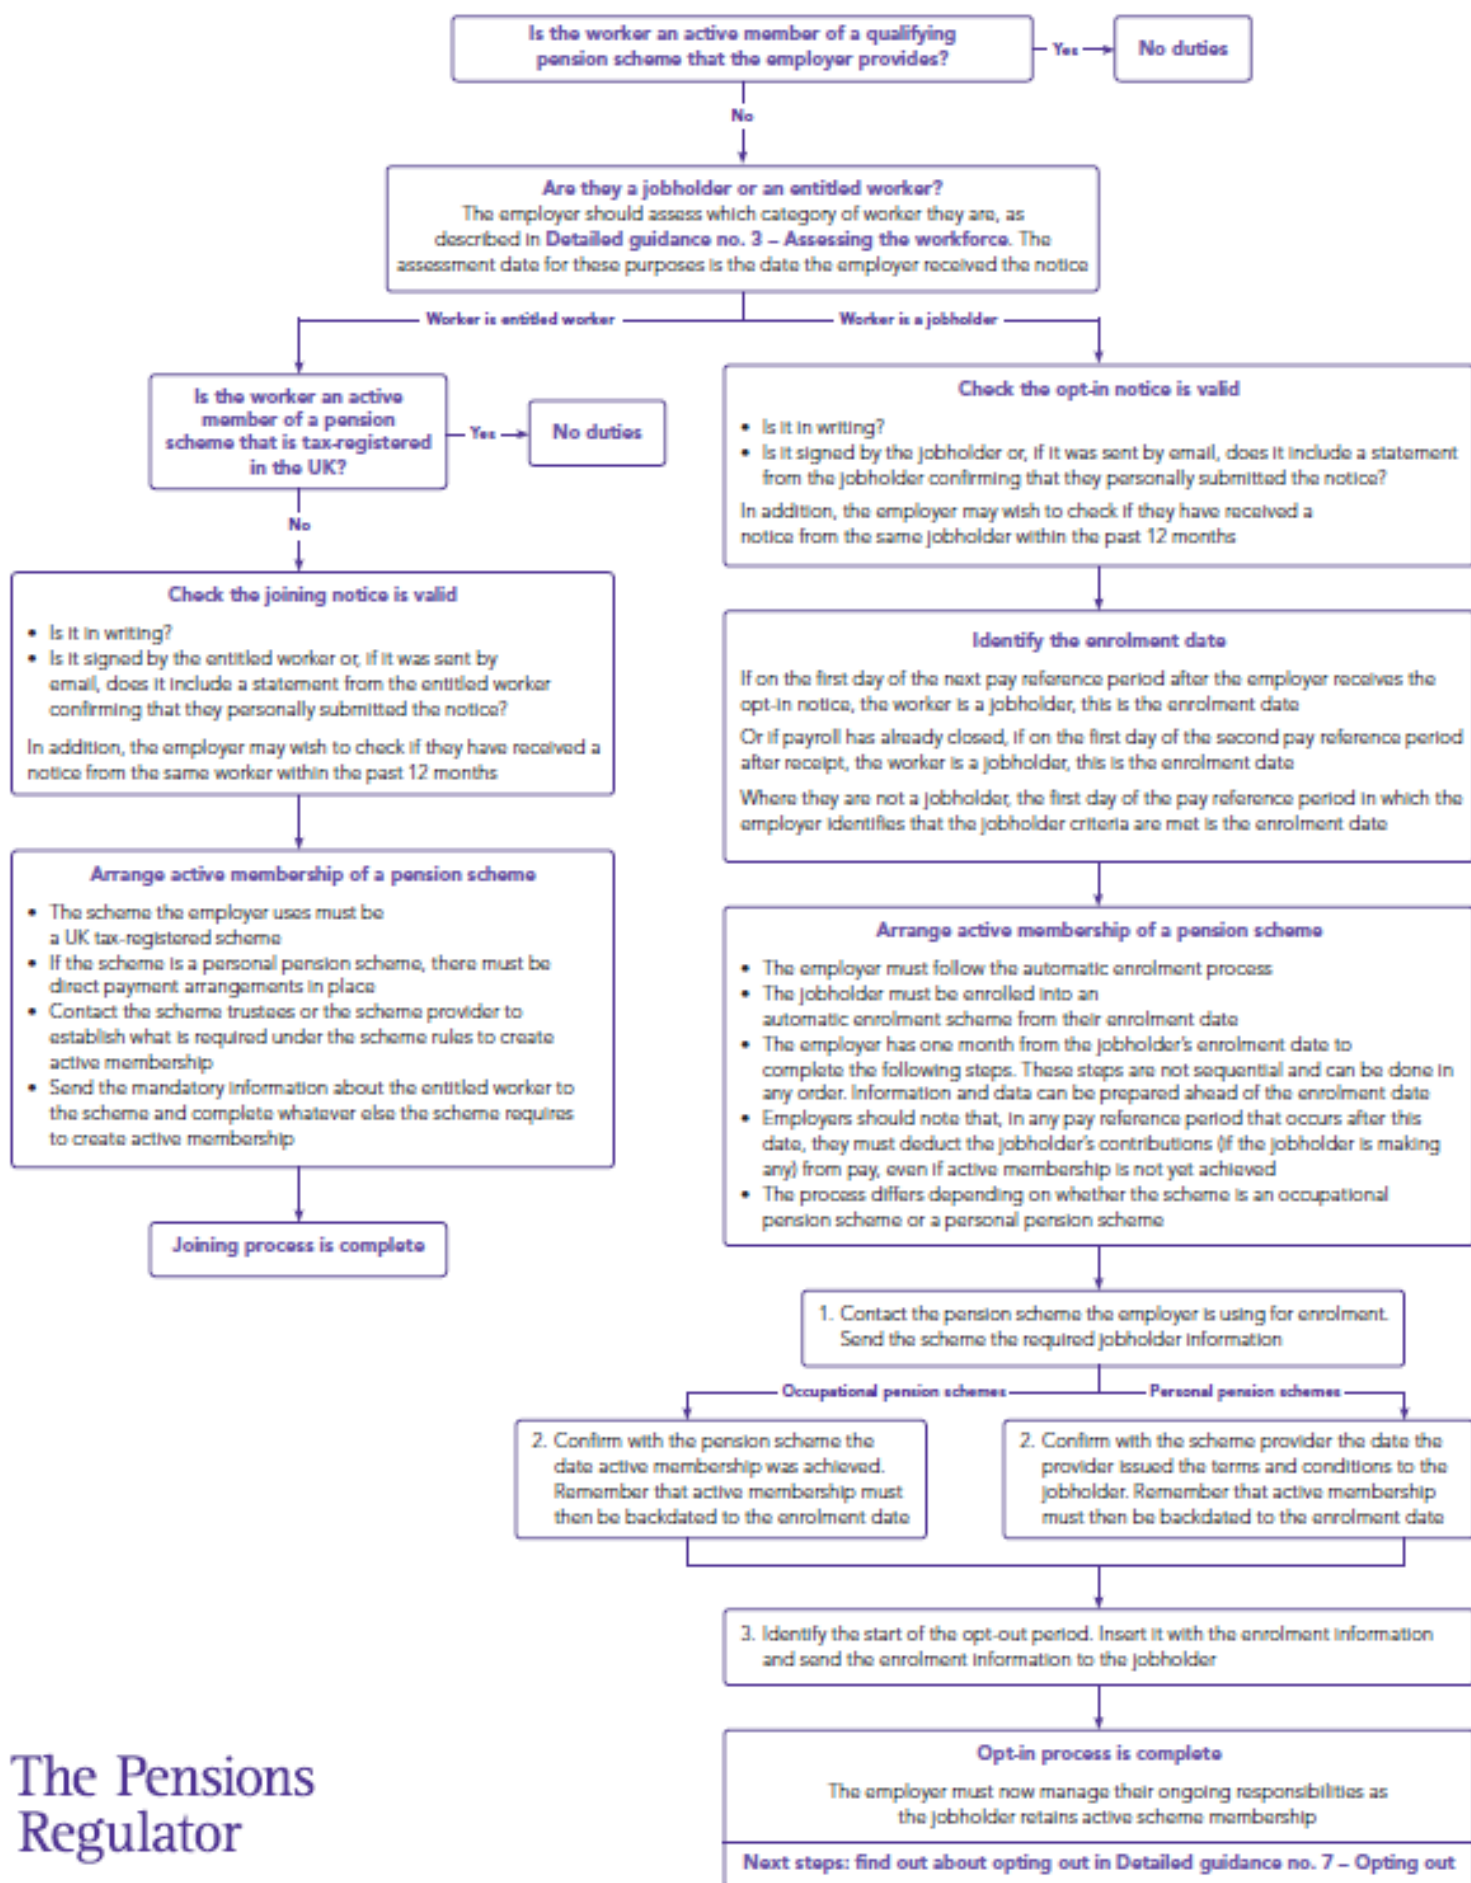 Is the worker an active member of a qualifying
pension scheme that the employer provides?
Yes
No duties
No
Are they a jobholder or an entitled worker?
The employer should assess which category of worker they are, as
described in Detailed guidance no. 3 – Assessing the workforce. The
assessment date for these purposes is the date the employer received the notice
Worker is entitled worker
Worker is a jobholder
Is the worker an active
member of a pension
scheme that is tax-registered
in the UK?
Yes
No duties
No
Check the joining notice is valid
• Is it in writing?
• Is it signed by the entitled worker or, if it was sent by
email, does it include a statement from the entitled worker
confirming that they personally submitted the notice?
In addition, the employer may wish to check if they have received a
notice from the same worker within the past 12 months
Arrange active membership of a pension scheme
• The scheme the employer uses must be
a UK tax-registered scheme
• If the scheme is a personal pension scheme, there must be
direct payment arrangements in place
• Contact the scheme trustees or the scheme provider to
establish what is required under the scheme rules to create
active membership
• Send the mandatory information about the entitled worker to
the scheme and complete whatever else the scheme requires
to create active membership
Joining process is complete
Check the opt-in notice is valid
• Is it in writing?
• Is it signed by the jobholder or, if it was sent by email, does it include a statement
from the jobholder confirming that they personally submitted the notice?
In addition, the employer may wish to check if they have received a
notice from the same jobholder within the past 12 months
Identify the enrolment date
If on the first day of the next pay reference period after the employer receives the
opt-in notice, the worker is a jobholder, this is the enrolment date
Or if payroll has already closed, if on the first day of the second pay reference period
after receipt, the worker is a jobholder, this is the enrolment date
Where they are not a jobholder, the first day of the pay reference period in which the
employer identifies that the jobholder criteria are met is the enrolment date
Arrange active membership of a pension scheme
• The employer must follow the automatic enrolment process
• The jobholder must be enrolled into an
automatic enrolment scheme from their enrolment date
• The employer has one month from the jobholder's enrolment date to
complete the following steps. These steps are not sequential and can be done in
any order. Information and data can be prepared ahead of the enrolment date
• Employers should note that, in any pay reference period that occurs after this
date, they must deduct the jobholder's contributions (if the jobholder is making
any) from pay, even if active membership is not yet achieved
• The process differs depending on whether the scheme is an occupational
pension scheme or a personal pension scheme
1. Contact the pension scheme the employer is using for enrolment.
Send the scheme the required jobholder information
Occupational pension schemes
Personal pension schemes
2. Confirm with the pension scheme the
date active membership was achieved.
Remember that active membership must
then be backdated to the enrolment date
2. Confirm with the scheme provider the date the
provider issued the terms and conditions to the
jobholder. Remember that active membership
must then be backdated to the enrolment date
3. Identify the start of the opt-out period. Insert it with the enrolment information
and send the enrolment information to the jobholder
Opt-in process is complete
The employer must now manage their ongoing responsibilities as
the jobholder retains active scheme membership
Next steps: find out about opting out in Detailed guidance no. 7 – Opting out
The Pensions
Regulator